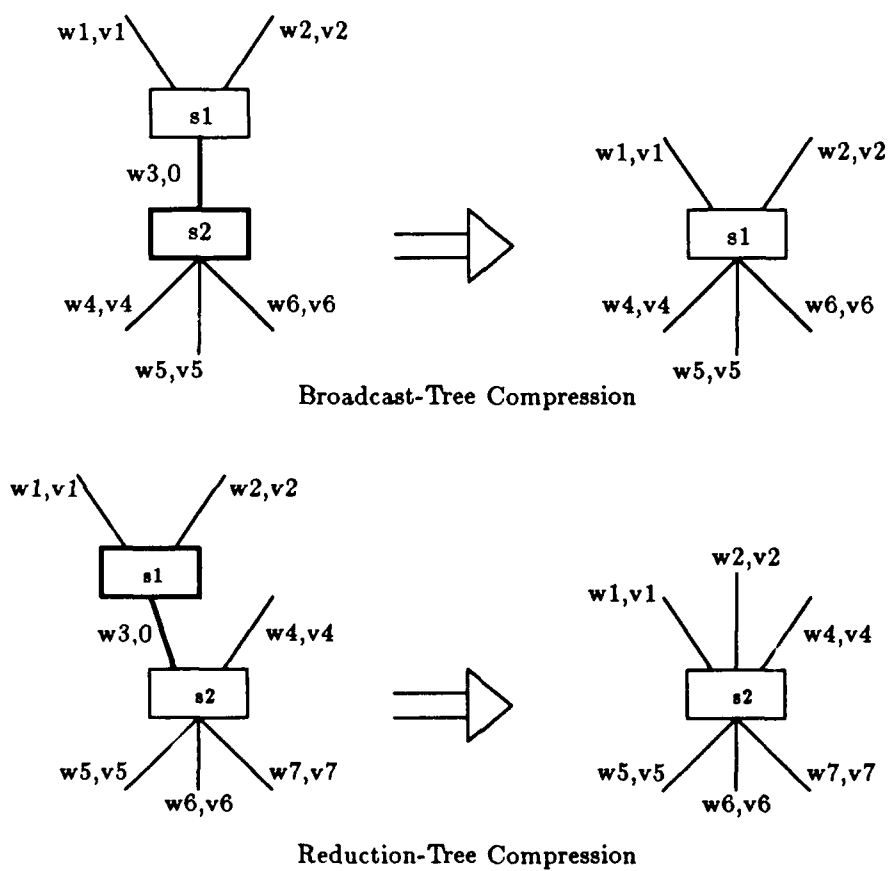 w1,v1 w2,v2
s1
w3,0
s2
w4,v4 w6,v6
w5,v5
w1,v1 w2,v2
s1
w4,v4 w6,v6
w5,v5
Broadcast-Tree Compression
w1,v1 w2,v2
s1
w3,0 w4,v4
s2
w5,v5 w7,v7
w6,v6
w2,v2
w1,v1 w4,v4
s2
w5,v5 w7,v7
w6,v6
Reduction-Tree Compression